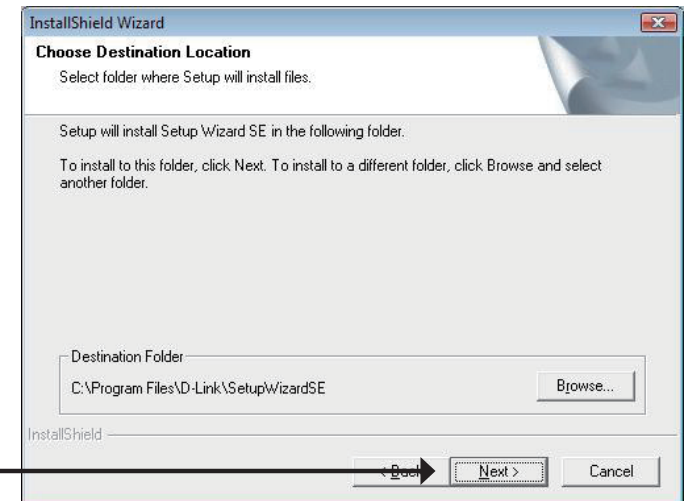 InstallShield Wizard
Choose Destination Location
Select folder where Setup will install files.
Setup will install Setup Wizard SE in the following folder.
To install to this folder, click Next. To install to a different folder, click Browse and select
another folder.
Destination Folder
C:\Program Files\D-Link\SetupWizardSE
Browse...
InstallShield
< Back
Next >
Cancel